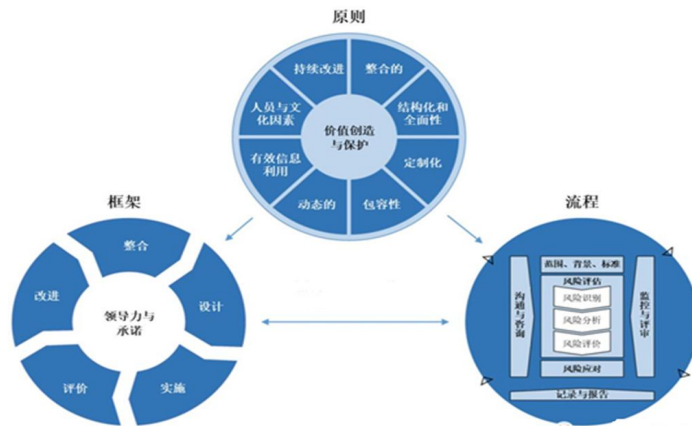 原则
持续改进
整合的
人员与文
化因素
结构化和
全面性
价值创造
与保护
有效信息
利用
定制化
动态的
包容性
框架
流程
整合
改进
设计
领导力与
承诺
评价
实施
范围、背景、标准
风险评估
沟通与咨询
风险识别
监控与评审
风险分析
风险评价
风险应对
记录与报告